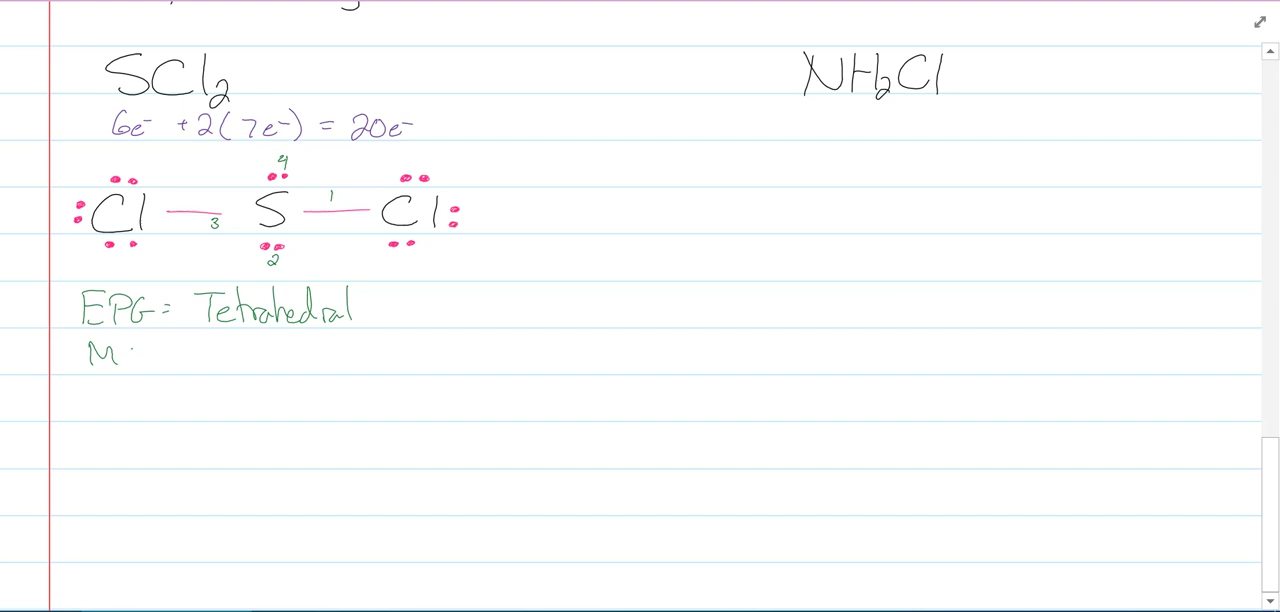 SCl₂ NH₂Cl
6e⁻ + 2(7e⁻) = 20e⁻
4
Cl — S — Cl
3 1
2
EPG = Tetrahedral
M